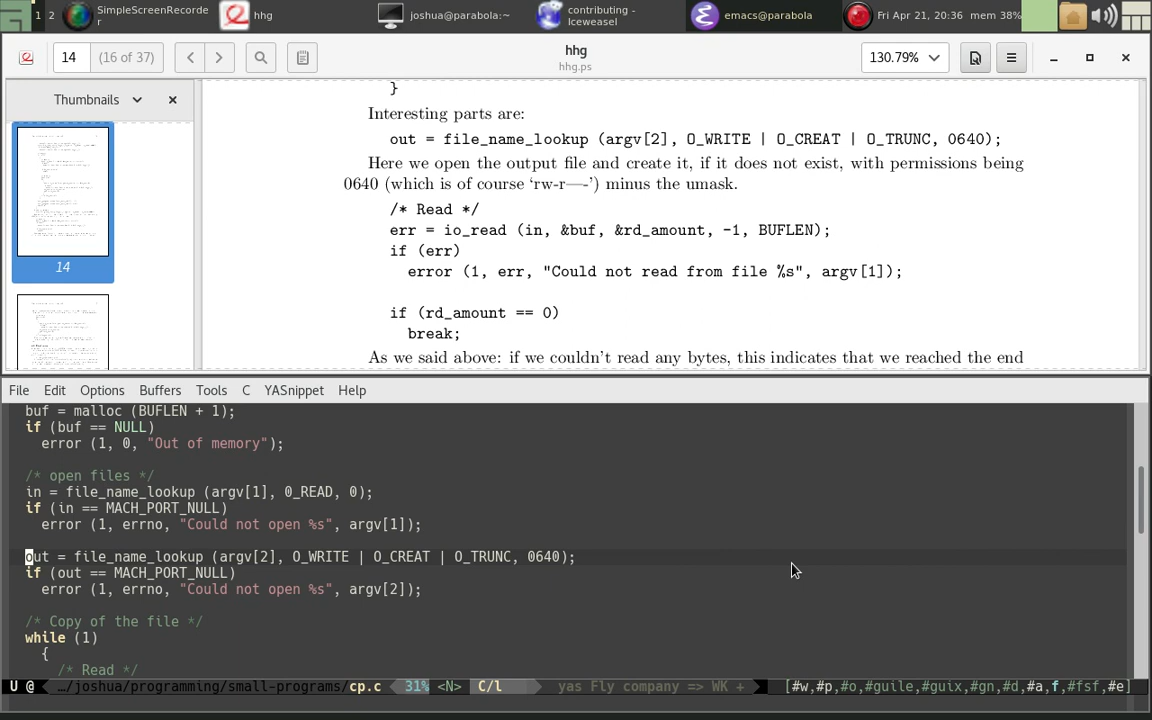 1 2 SimpleScreenRecorde
r
hhg
joshua@parabola:~
contributing -
Iceweasel
emacs@parabola
Fri Apr 21, 20:36 mem 38%
14 (16 of 37)
hhg
hhg.ps
130.79%
Thumbnails
14
}
Interesting parts are:
out = file_name_lookup (argv[2], O_WRITE | O_CREAT | O_TRUNC, 0640);
Here we open the output file and create it, if it does not exist, with permissions being
0640 (which is of course ‘rw-r—-’) minus the umask.
/* Read */
err = io_read (in, &buf, &rd_amount, -1, BUFLEN);
if (err)
error (1, err, "Could not read from file %s", argv[1]);
if (rd_amount == 0)
break;
As we said above: if we couldn’t read any bytes, this indicates that we reached the end
File Edit Options Buffers Tools C YASnippet Help
buf = malloc (BUFLEN + 1);
if (buf == NULL)
error (1, 0, "Out of memory");
/* open files */
in = file_name_lookup (argv[1], 0_READ, 0);
if (in == MACH_PORT_NULL)
error (1, errno, "Could not open %s", argv[1]);
out = file_name_lookup (argv[2], O_WRITE | O_CREAT | O_TRUNC, 0640);
if (out == MACH_PORT_NULL)
error (1, errno, "Could not open %s", argv[2]);
/* Copy of the file */
while (1)
{
/* Read */
U @ …/joshua/programming/small-programs/cp.c 31% <N> C/l yas Fly company => WK + [#w,#p,#o,#guile,#guix,#gn,#d,#a,f,#fsf,#e]